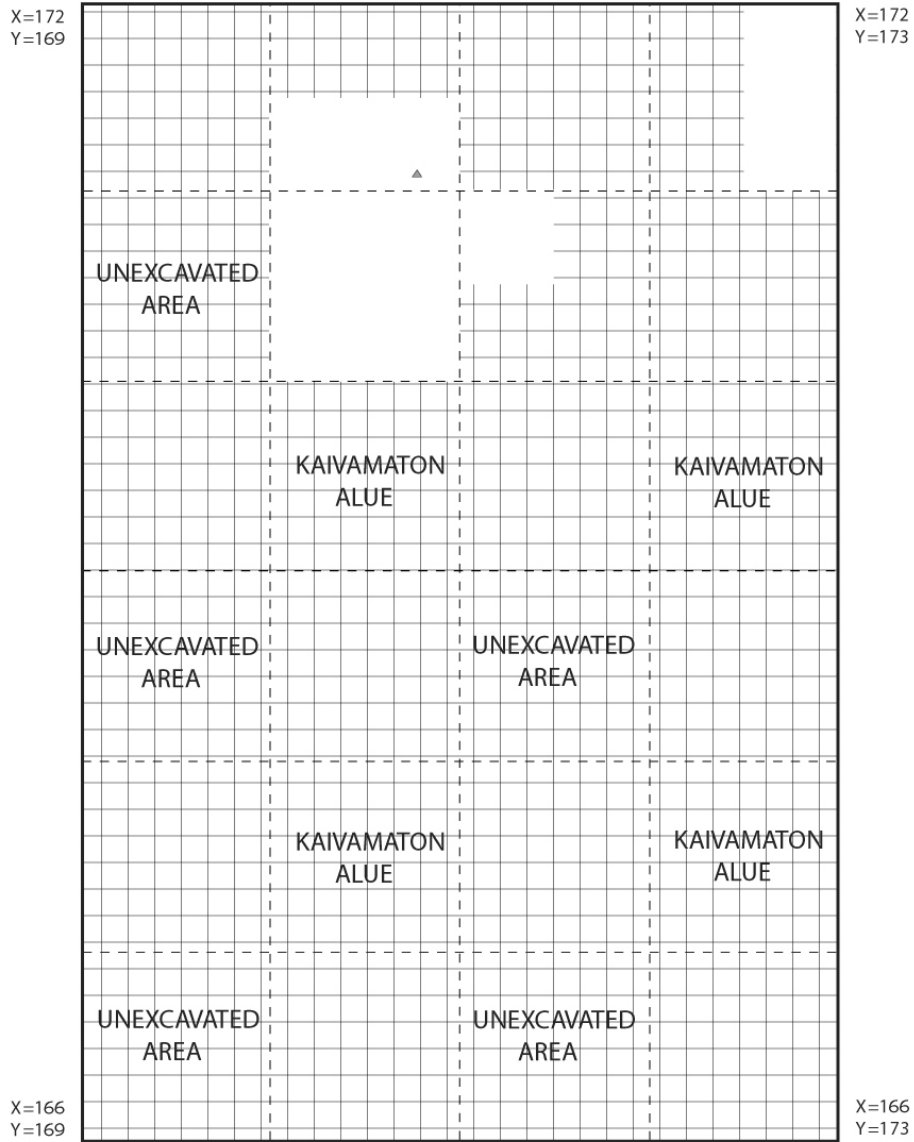 X=172
Y=169
X=172
Y=173
UNEXCAVATED
AREA
KAIVAMATON
ALUE
KAIVAMATON
ALUE
UNEXCAVATED
AREA
UNEXCAVATED
AREA
KAIVAMATON
ALUE
KAIVAMATON
ALUE
UNEXCAVATED
AREA
UNEXCAVATED
AREA
X=166
Y=169
X=166
Y=173